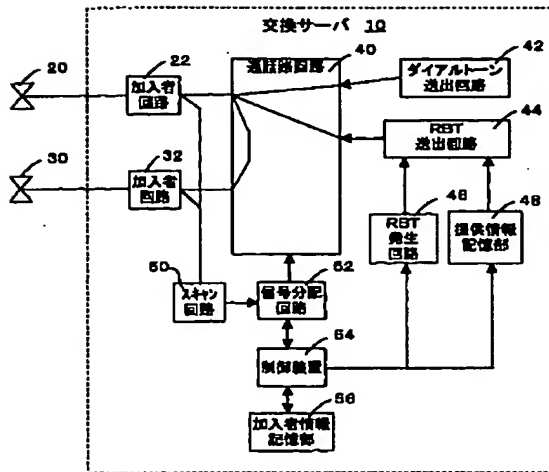 交換サーバ 10
20
22
加入者
回路
40
通話路回路
42
ダイアルトーン
送出回路
44
RBT
送出回路
30
32
加入者
回路
46
RBT
発生
回路
48
提供情報
記憶部
50
スキャン
回路
52
信号分配
回路
54
制御装置
56
加入者情報
記憶部